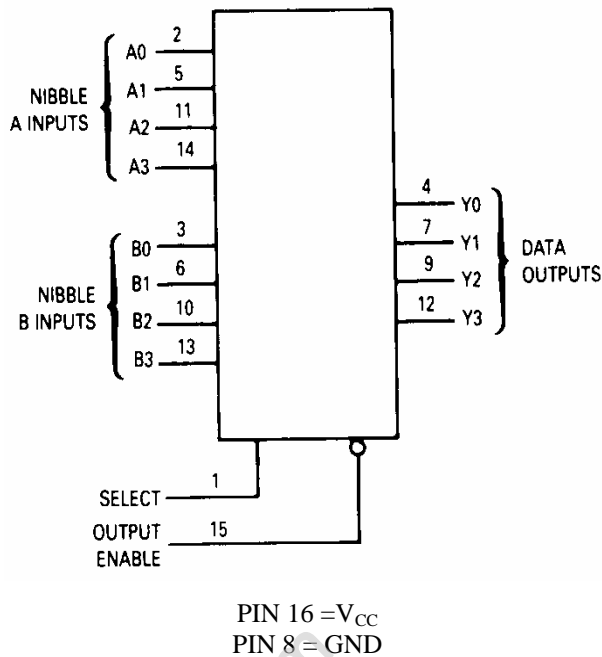 NIBBLE
A INPUTS
A0 2
A1 5
A2 11
A3 14
NIBBLE
B INPUTS
B0 3
B1 6
B2 10
B3 13
4 Y0
7 Y1
9 Y2
12 Y3
DATA
OUTPUTS
SELECT 1
OUTPUT
ENABLE
15
PIN 16 =VCC
PIN 8 = GND